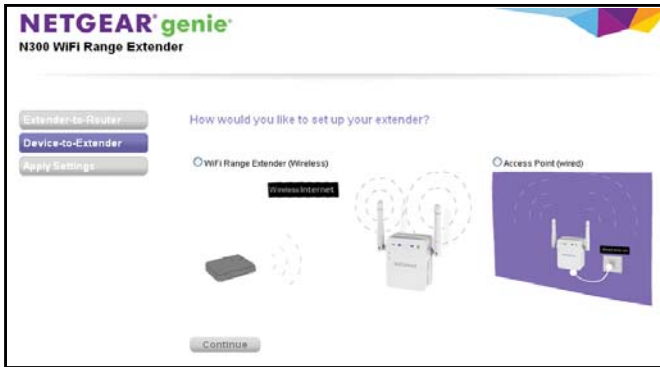 NETGEAR® genie®
N300 WiFi Range Extender
Extender-to-Router
Device-to-Extender
Apply Settings
How would you like to set up your extender?
WiFi Range Extender (Wireless)
Access Point (wired)
Wireless Internet
NETGEAR
Continue